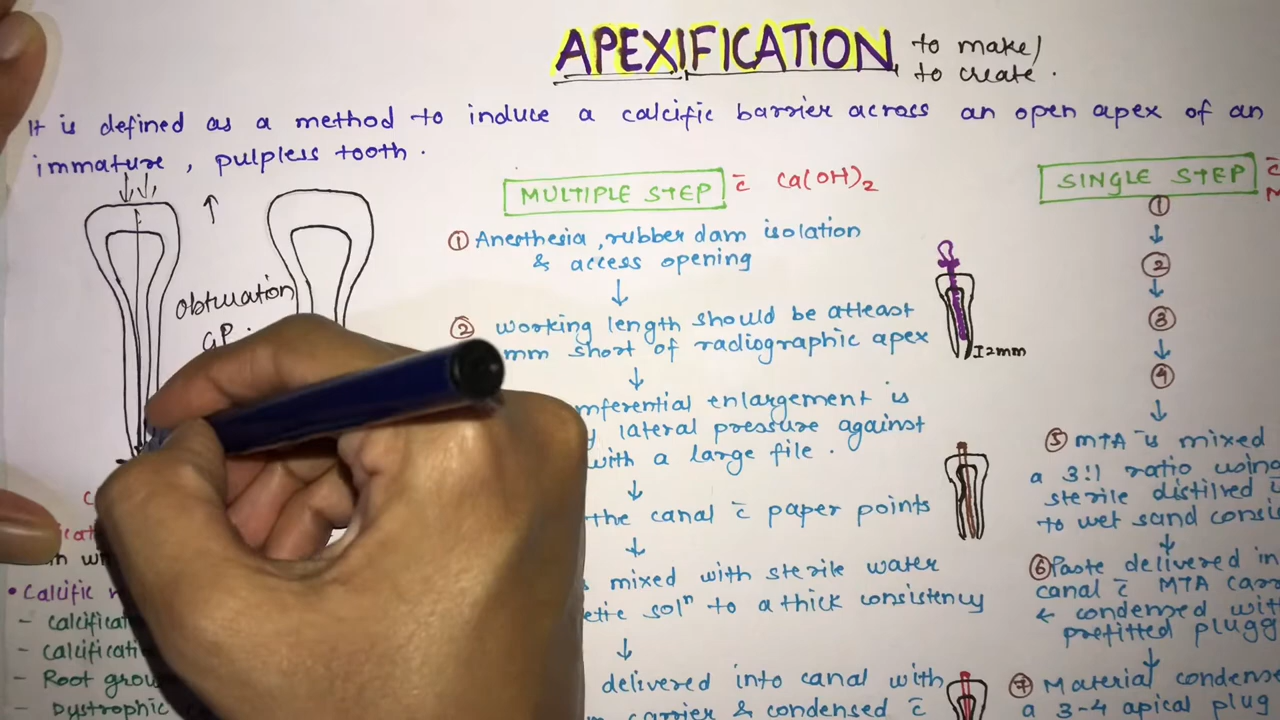 APEXIFICATION to make/
to create.
It is defined as a method to induce a calcific barrier across an open apex of an
immature, pulpless tooth.
obturation
GP.
• Calcific
- calcificat
- calcificati
- Root grow
- Dystrophic
MULTIPLE STEP c̄ Ca(OH)₂
① Anesthesia, rubber dam isolation
& access opening
② working length should be atleast
mm short of radiographic apex
mferential enlargement is
lateral pressure against
with a large file.
the canal c̄ paper points
mixed with sterile water
etic solⁿ to a thick consistency
delivered into canal with
carrier & condensed c̄
I2mm
SINGLE STEP c̄
①
②
③
④
⑤ MTA is mixed
a 3:1 ratio using
sterile distilled
to wet sand consis
⑥ Paste delivered in
canal c̄ MTA carr
← condensed with
prefitted plugg
⑦ Material condense
a 3-4 apical plug